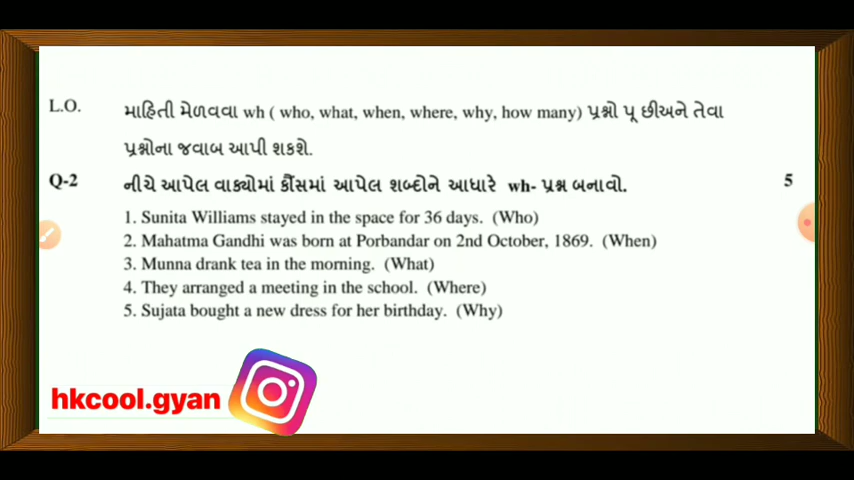 L.O. માહિતી મેળવવા wh ( who, what, when, where, why, how many) પ્રશ્નો પૂ છીઅને તેવા
પ્રશ્નોના જવાબ આપી શકશે.
Q-2 નીચે આપેલ વાક્યોમાં કૌંસમાં આપેલ શબ્દોને આધારે wh- પ્રશ્ન બનાવો. 5
1. Sunita Williams stayed in the space for 36 days. (Who)
2. Mahatma Gandhi was born at Porbandar on 2nd October, 1869. (When)
3. Munna drank tea in the morning. (What)
4. They arranged a meeting in the school. (Where)
5. Sujata bought a new dress for her birthday. (Why)
hkcool.gyan